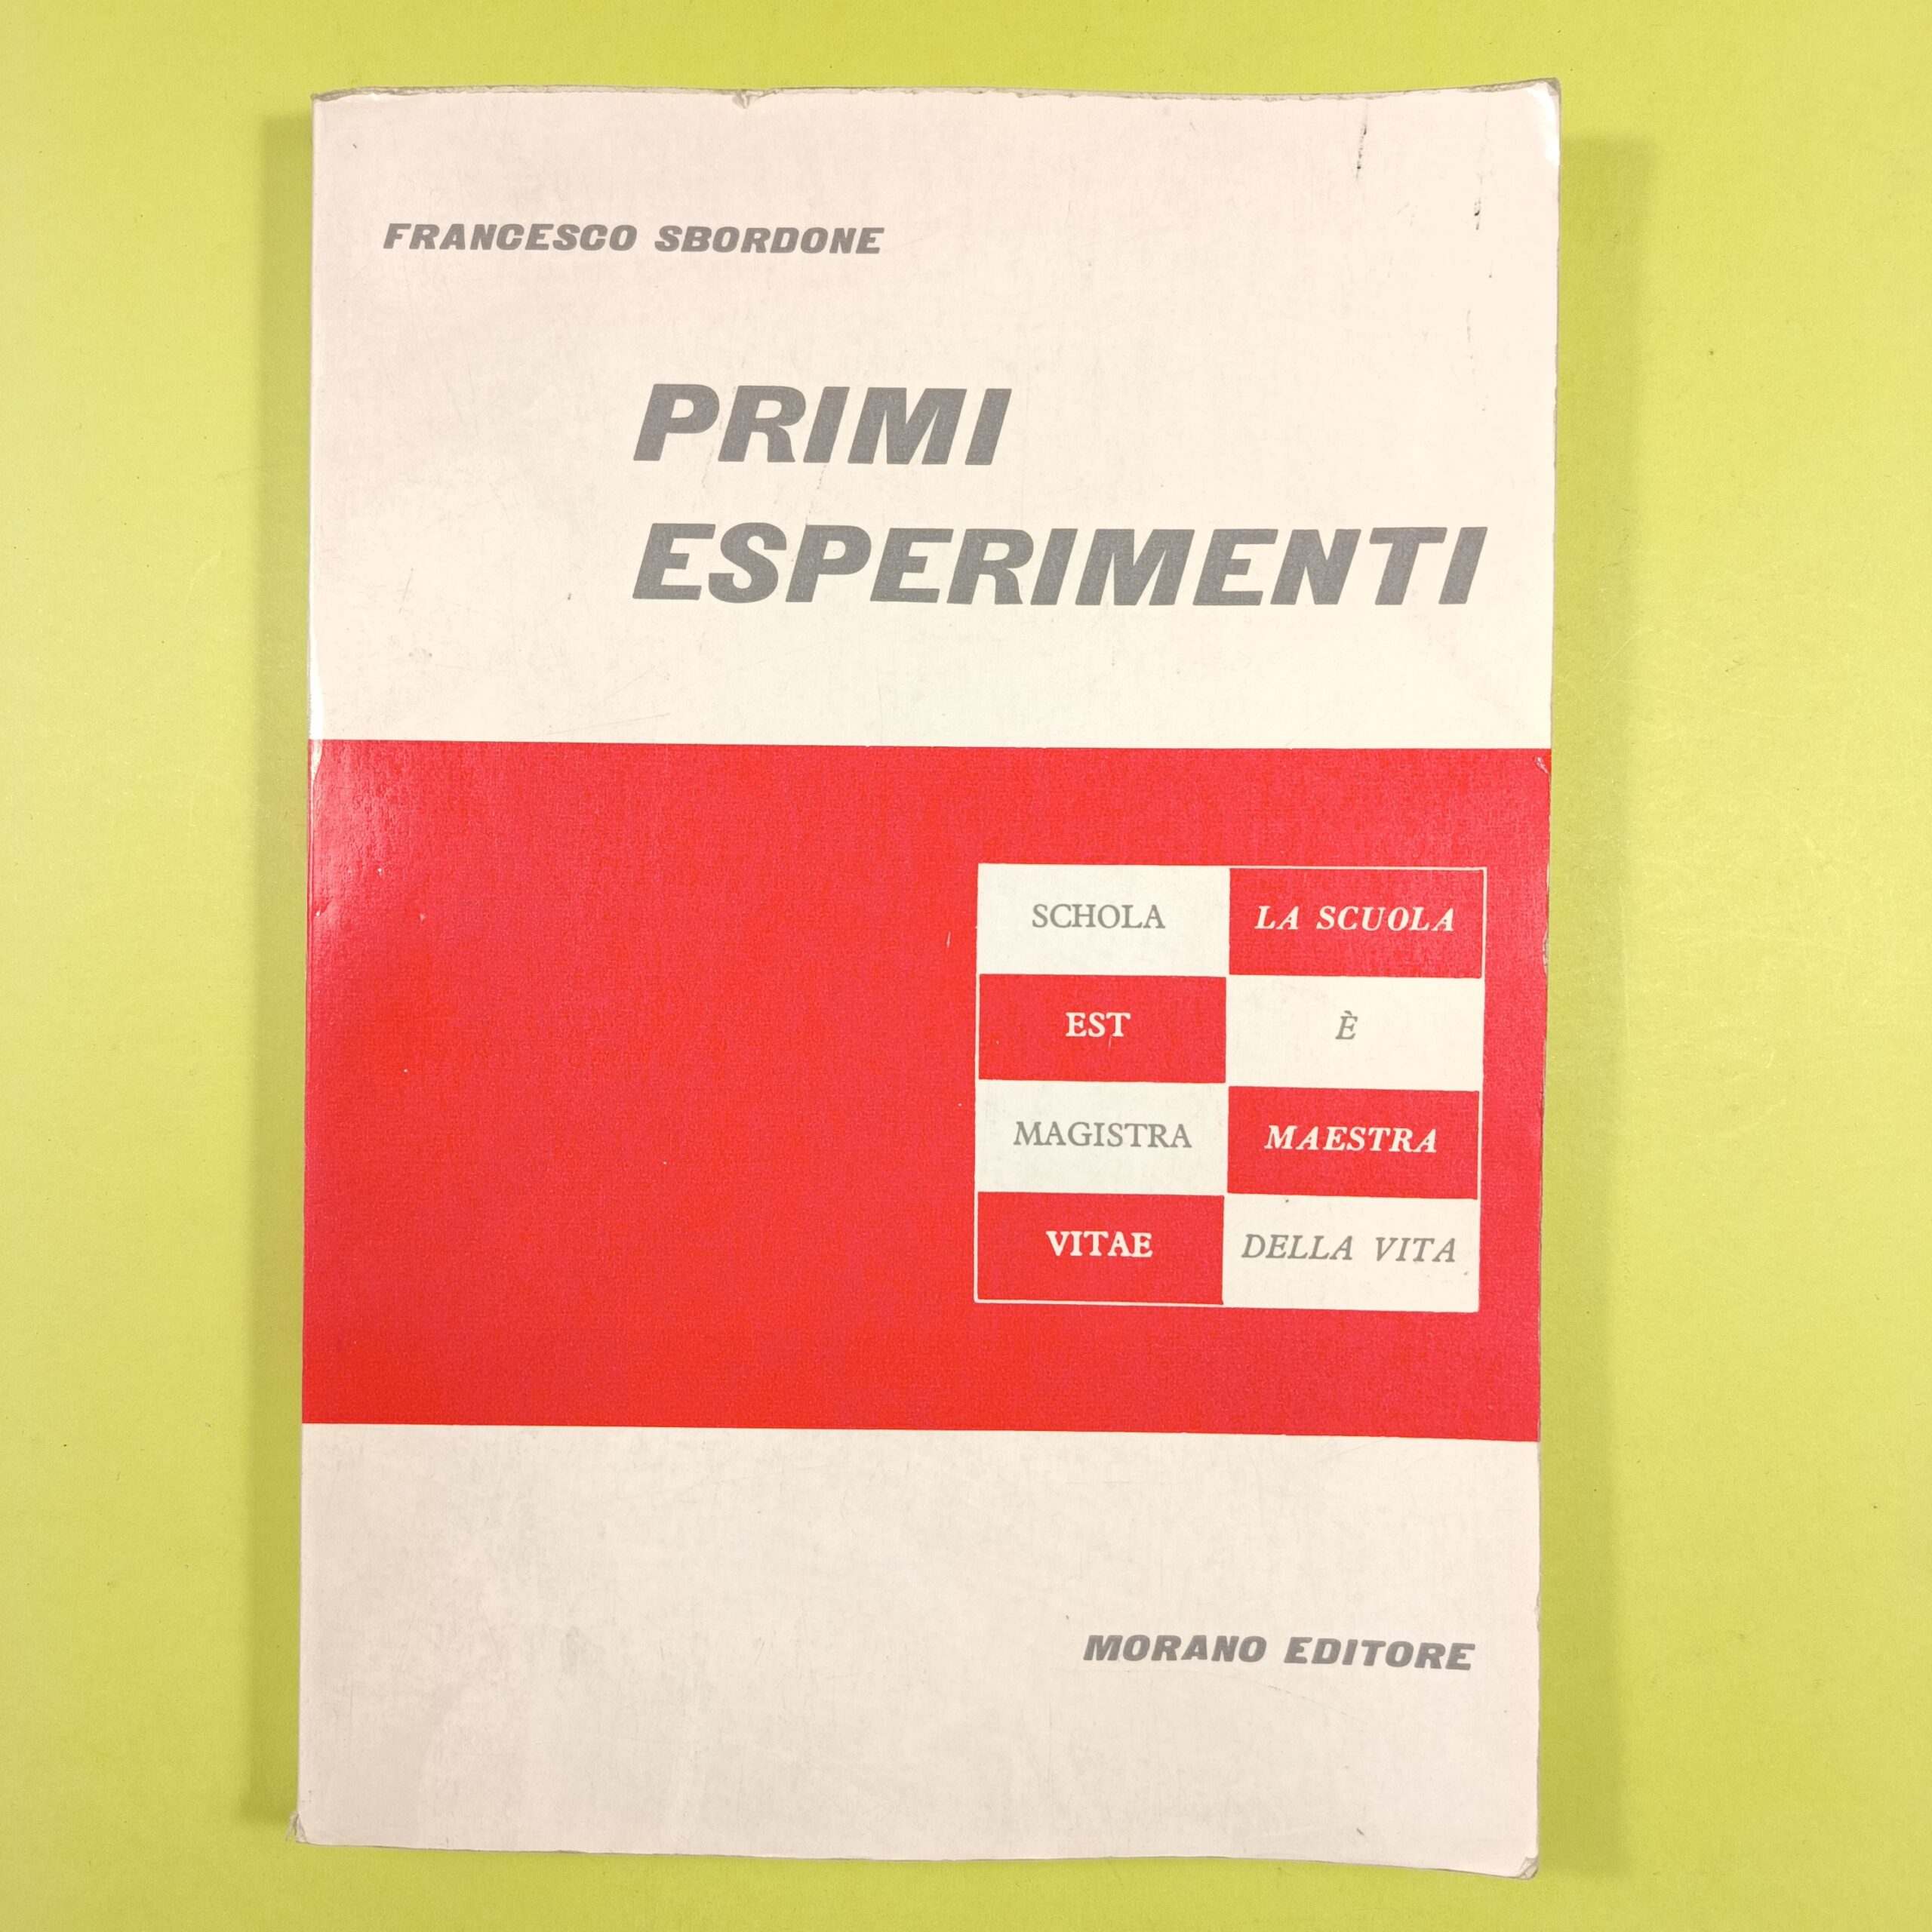 FRANCESCO SBORDONE
PRIMI
ESPERIMENTI
SCHOLA LA SCUOLA
EST È
MAGISTRA MAESTRA
VITAE DELLA VITA
MORANO EDITORE